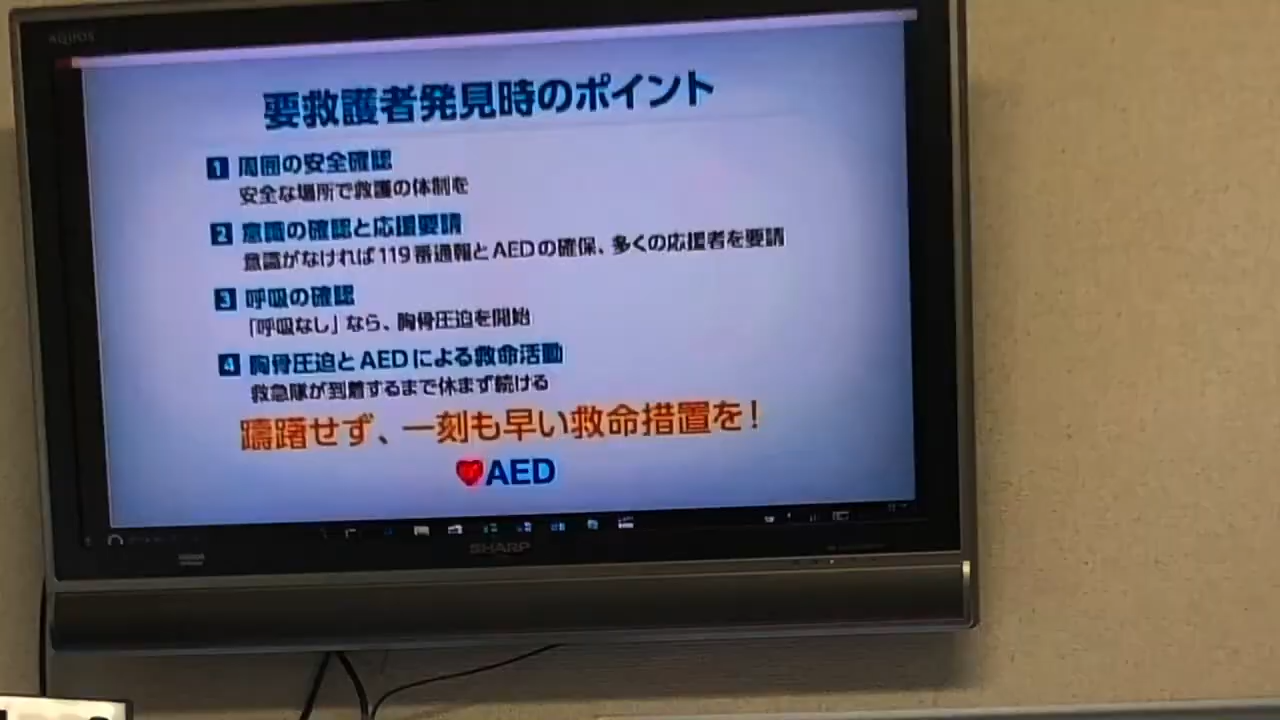 AQUOS
要救護者発見時のポイント
1 周囲の安全確認
安全な場所で救護の体制を
2 意識の確認と応援要請
意識がなければ119番通報とAEDの確保、多くの応援者を要請
3 呼吸の確認
「呼吸なし」なら、胸骨圧迫を開始
4 胸骨圧迫とAEDによる救命活動
救急隊が到着するまで休まず続ける
躊躇せず、一刻も早い救命措置を！
AED
SHARP